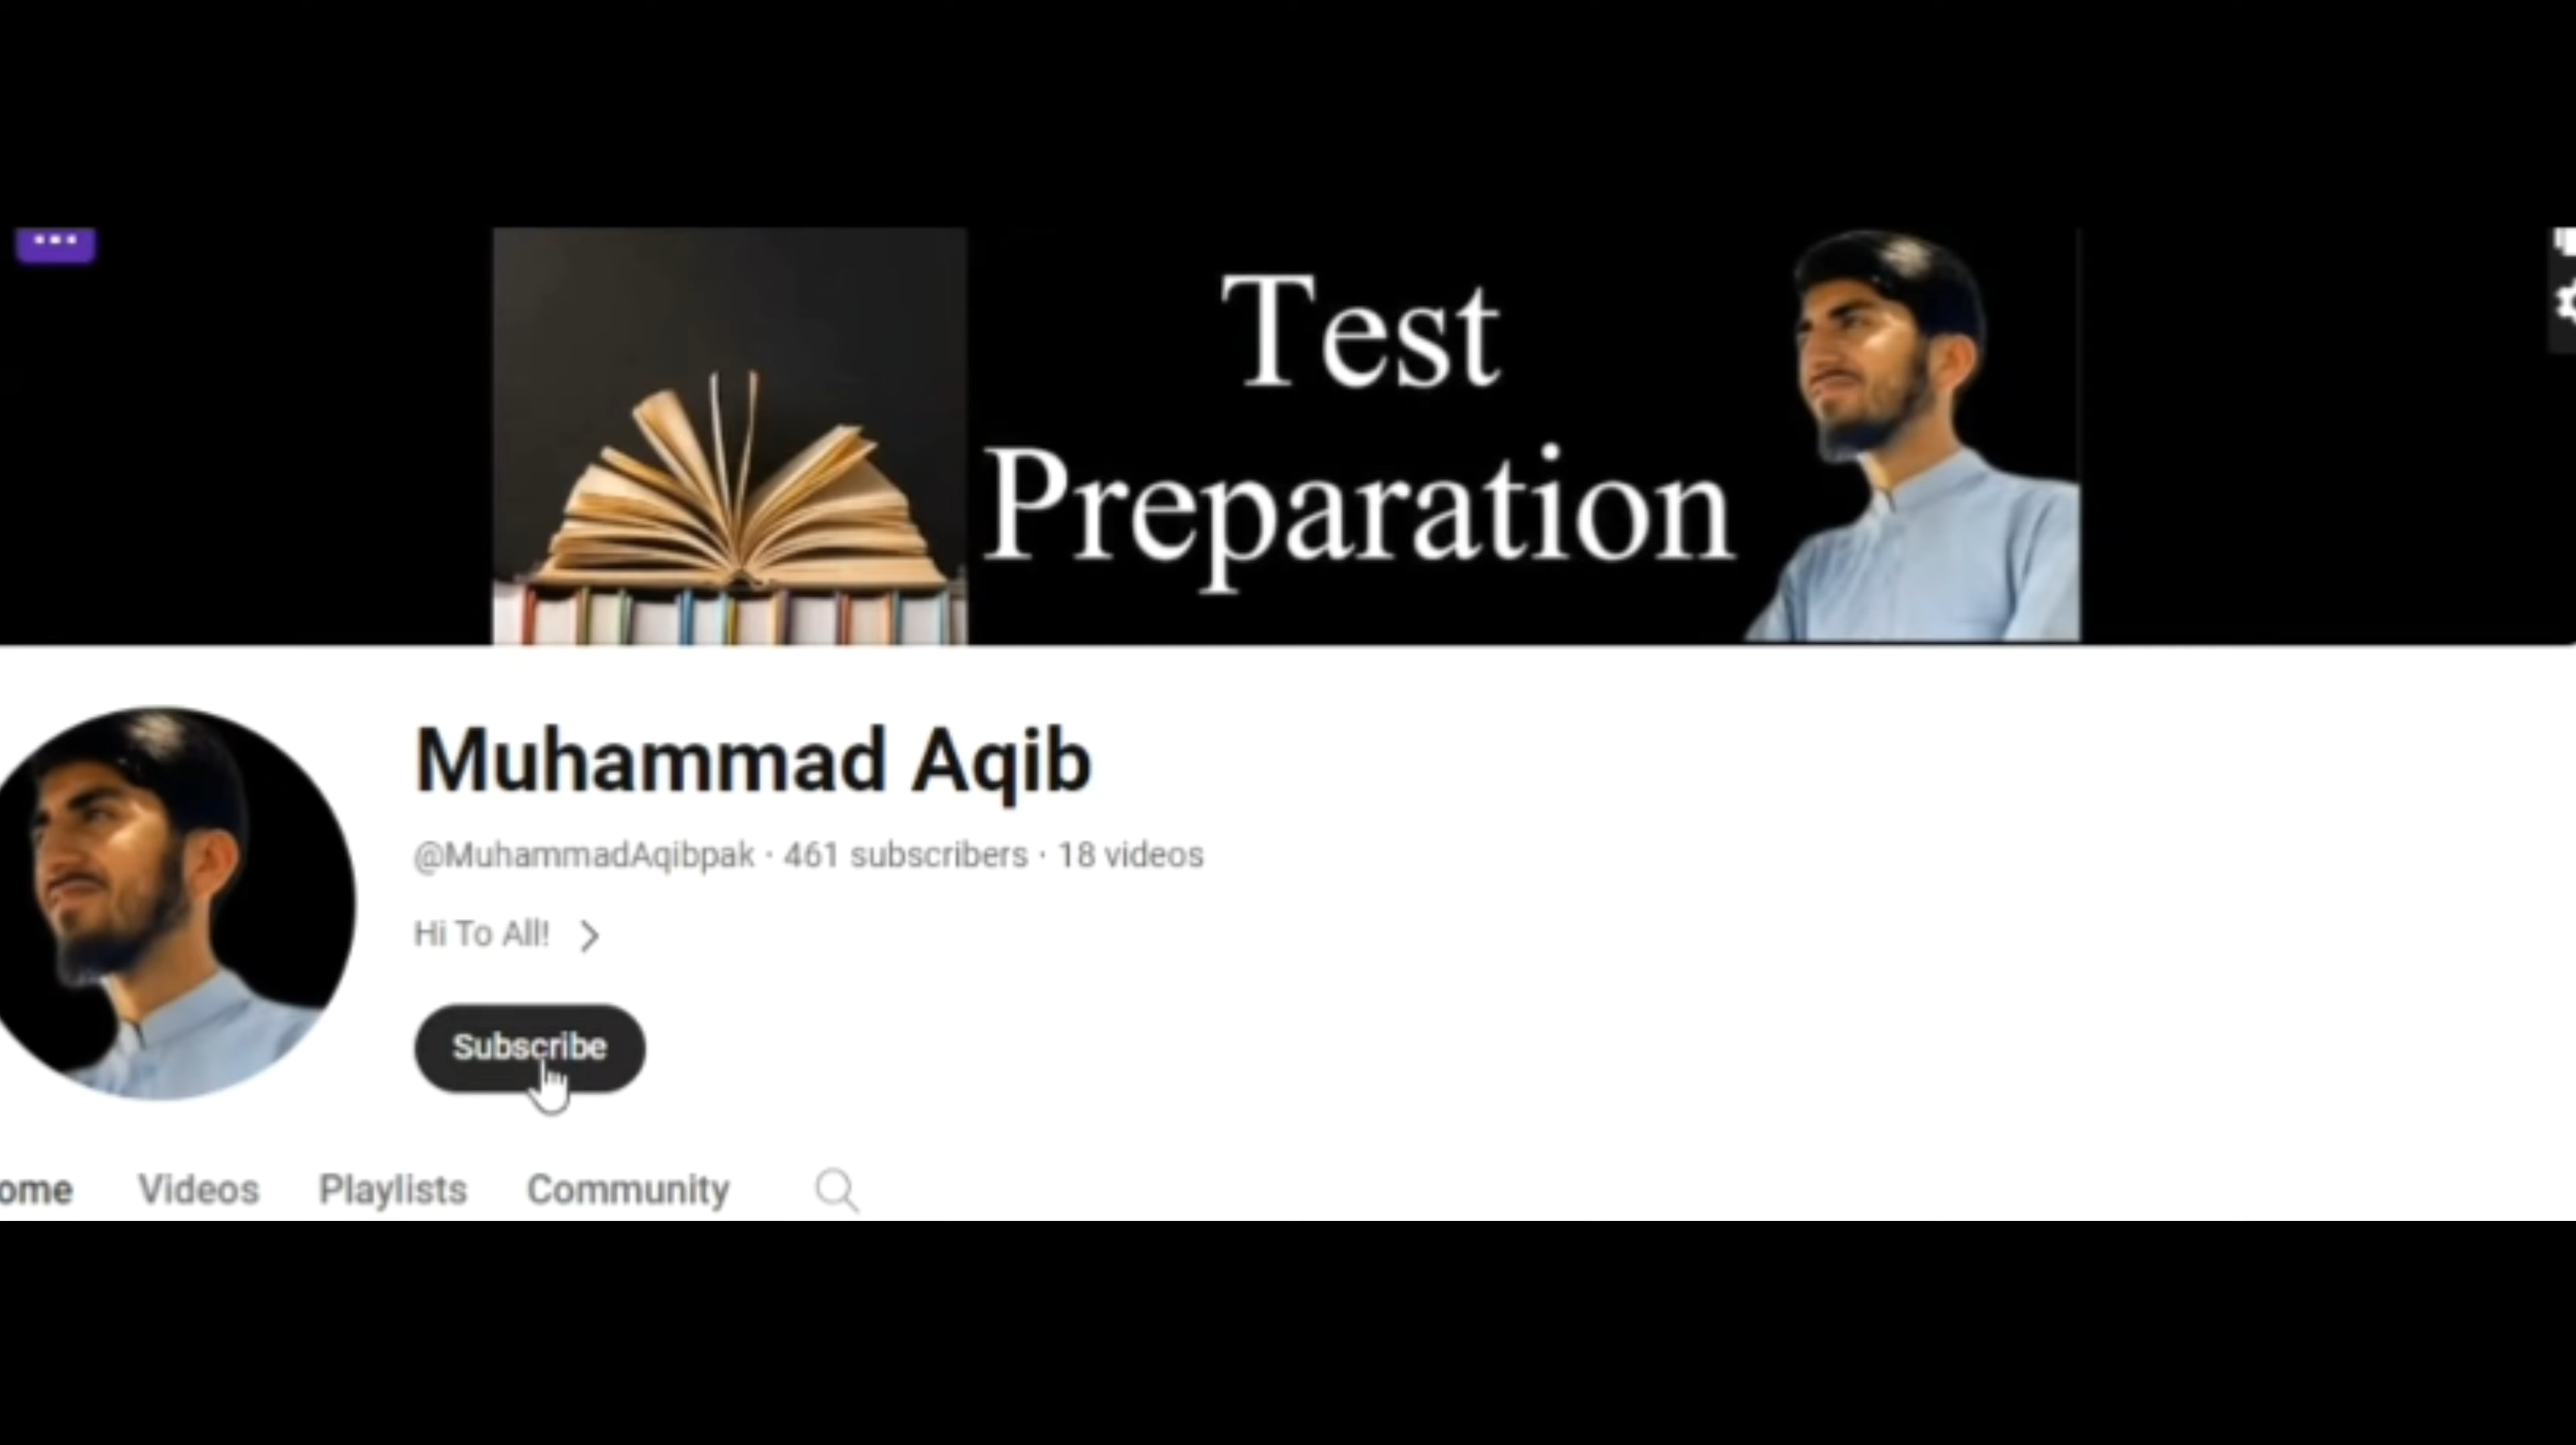 Test
Preparation
Muhammad Aqib
@MuhammadAqibpak · 461 subscribers · 18 videos
Hi To All!
Subscribe
ome Videos Playlists Community